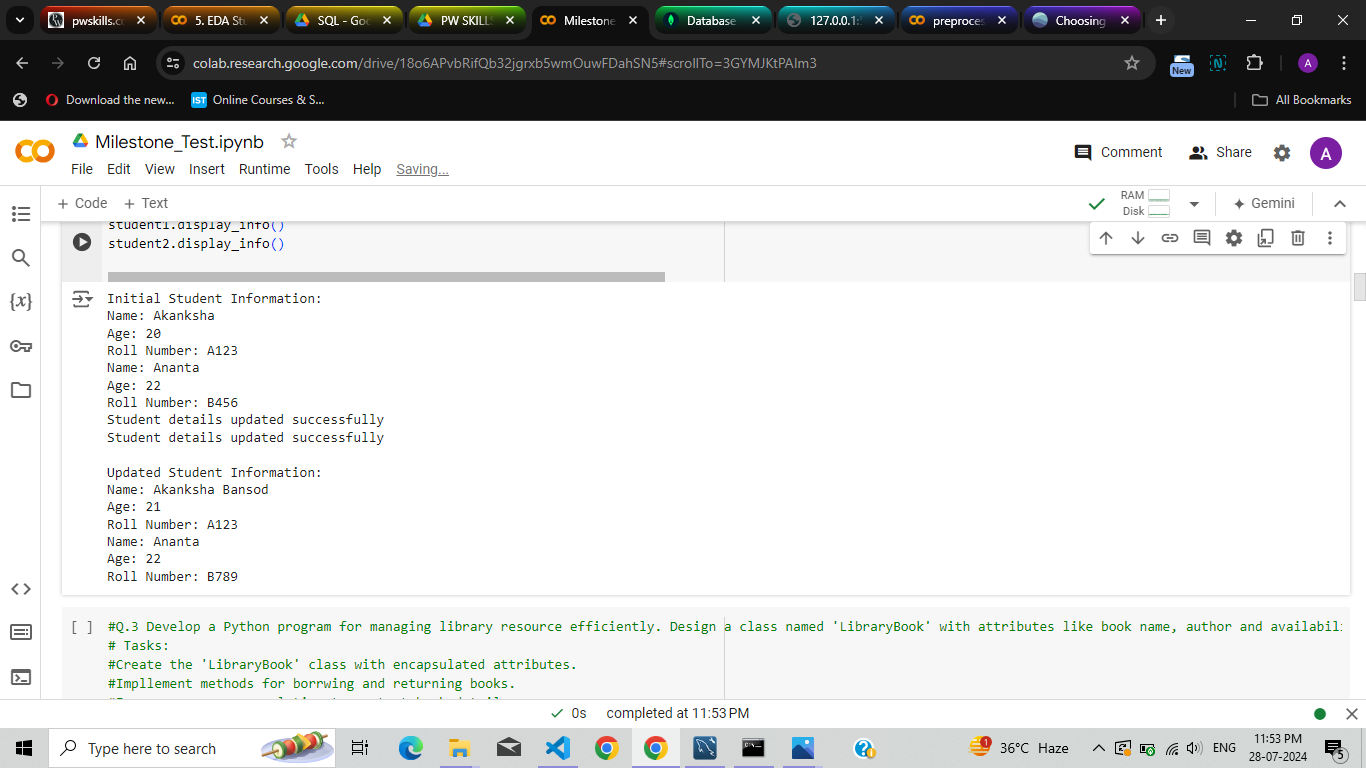 pwskills.c
5. EDA St
SQL - Goo
PW SKILL
Milestone
Database
127.0.0.1:
preproces
Choosing
colab.research.google.com/drive/18o6APvbRifQb32jgrxb5wmOuwFDahSN5#scrollTo=3GYMJKtPAIm3
New
A
Download the new...
IST
Online Courses & S...
All Bookmarks
Milestone_Test.ipynb
File Edit View Insert Runtime Tools Help Saving...
Comment
Share
A
+ Code + Text
RAM
Disk
Gemini
student1.display_info()
student2.display_info()
Initial Student Information:
Name: Akanksha
Age: 20
Roll Number: A123
Name: Ananta
Age: 22
Roll Number: B456
Student details updated successfully
Student details updated successfully
Updated Student Information:
Name: Akanksha Bansod
Age: 21
Roll Number: A123
Name: Ananta
Age: 22
Roll Number: B789
[ ] #Q.3 Develop a Python program for managing library resource efficiently. Design a class named 'LibraryBook' with attributes like book name, author and availabili
# Tasks:
#Create the 'LibraryBook' class with encapsulated attributes.
#Impllement methods for borrwing and returning books.
0s completed at 11:53 PM
Type here to search
1
36°C Haze
ENG
11:53 PM
28-07-2024
5